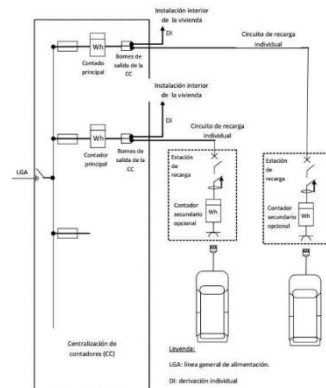 Instalación interior
de la vivienda
DI
Circuito de recarga
individual
Wh
Contado
principal
Bornes de
salida de la
CC
Instalación interior
de la vivienda
DI
Circuito de recarga
individual
Wh
Contador
principal
Bornes de
salida de la
CC
LGA
Estación
de
recarga
Contador
secundario
opcional
Wh
Estación
de
recarga
Contador
secundario
opcional
Wh
Centralización
de
contadores (CC)
Leyenda:
LGA: línea general de alimentación.
DI: derivación individual